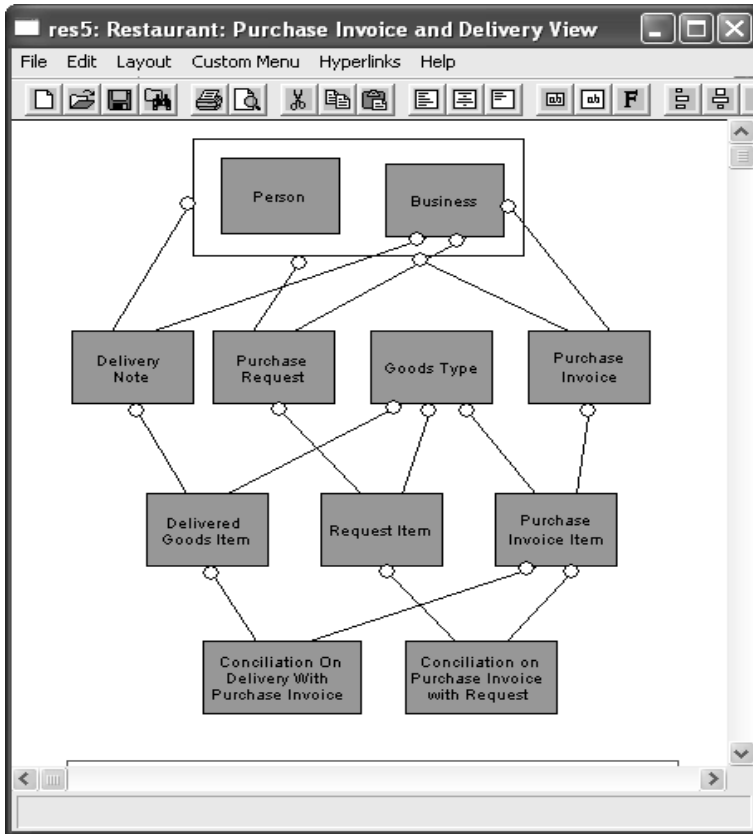 res5: Restaurant: Purchase Invoice and Delivery View
File Edit Layout Custom Menu Hyperlinks Help
ab ab F
Person
Business
Delivery
Note
Purchase
Request
Goods Type
Purchase
Invoice
Delivered
Goods Item
Request Item
Purchase
Invoice Item
Conciliation On
Delivery With
Purchase Invoice
Conciliation on
Purchase Invoice
with Request